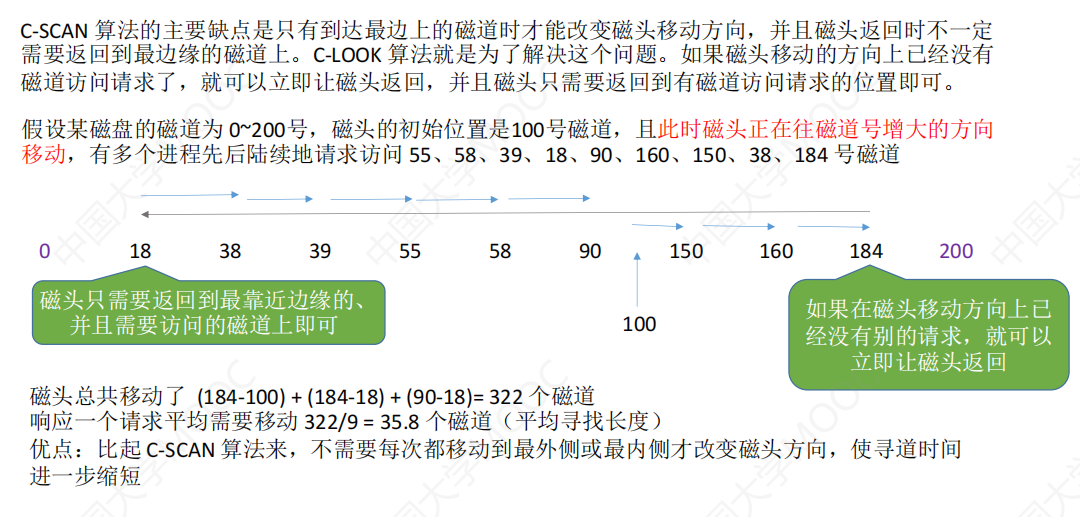 C-SCAN 算法的主要缺点是只有到达最边上的磁道时才能改变磁头移动方向，并且磁头返回时不一定
需要返回到最边缘的磁道上。C-LOOK 算法就是为了解决这个问题。如果磁头移动的方向上已经没有
磁道访问请求了，就可以立即让磁头返回，并且磁头只需要返回到有磁道访问请求的位置即可。
假设某磁盘的磁道为 0~200号，磁头的初始位置是100号磁道，且此时磁头正在往磁道号增大的方向
移动，有多个进程先后陆续地请求访问 55、58、39、18、90、160、150、38、184 号磁道
0 18 38 39 55 58 90 150 160 184 200
磁头只需要返回到最靠近边缘的、
并且需要访问的磁道上即可
100
如果在磁头移动方向上已
经没有别的请求，就可以
立即让磁头返回
磁头总共移动了 (184-100) + (184-18) + (90-18)= 322 个磁道
响应一个请求平均需要移动 322/9 = 35.8 个磁道（平均寻找长度）
优点：比起 C-SCAN 算法来，不需要每次都移动到最外侧或最内侧才改变磁头方向，使寻道时间
进一步缩短
中国大学MOOC